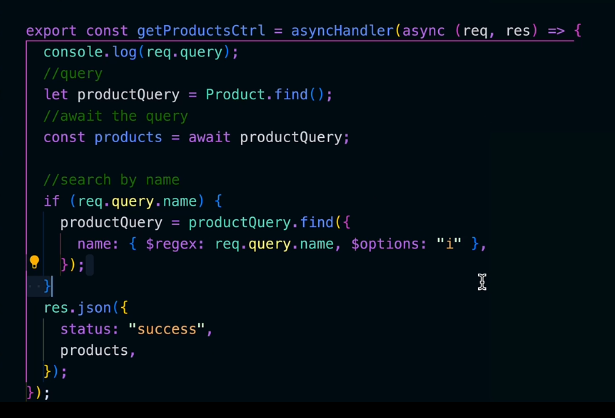 export const getProductsCtrl = asyncHandler(async (req, res) => {
console.log(req.query);
//query
let productQuery = Product.find();
//await the query
const products = await productQuery;
//search by name
if (req.query.name) {
productQuery = productQuery.find({
name: { $regex: req.query.name, $options: "i" },
});
}
res.json({
status: "success",
products,
});
});